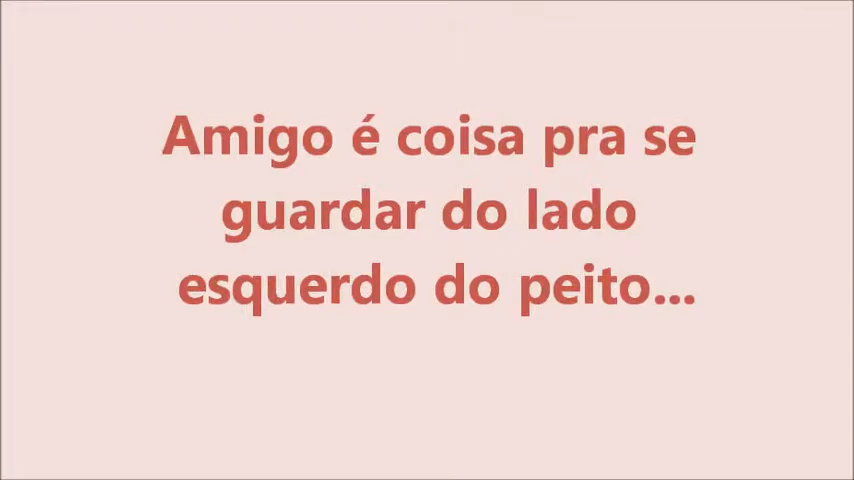 Amigo é coisa pra se
guardar do lado
esquerdo do peito...